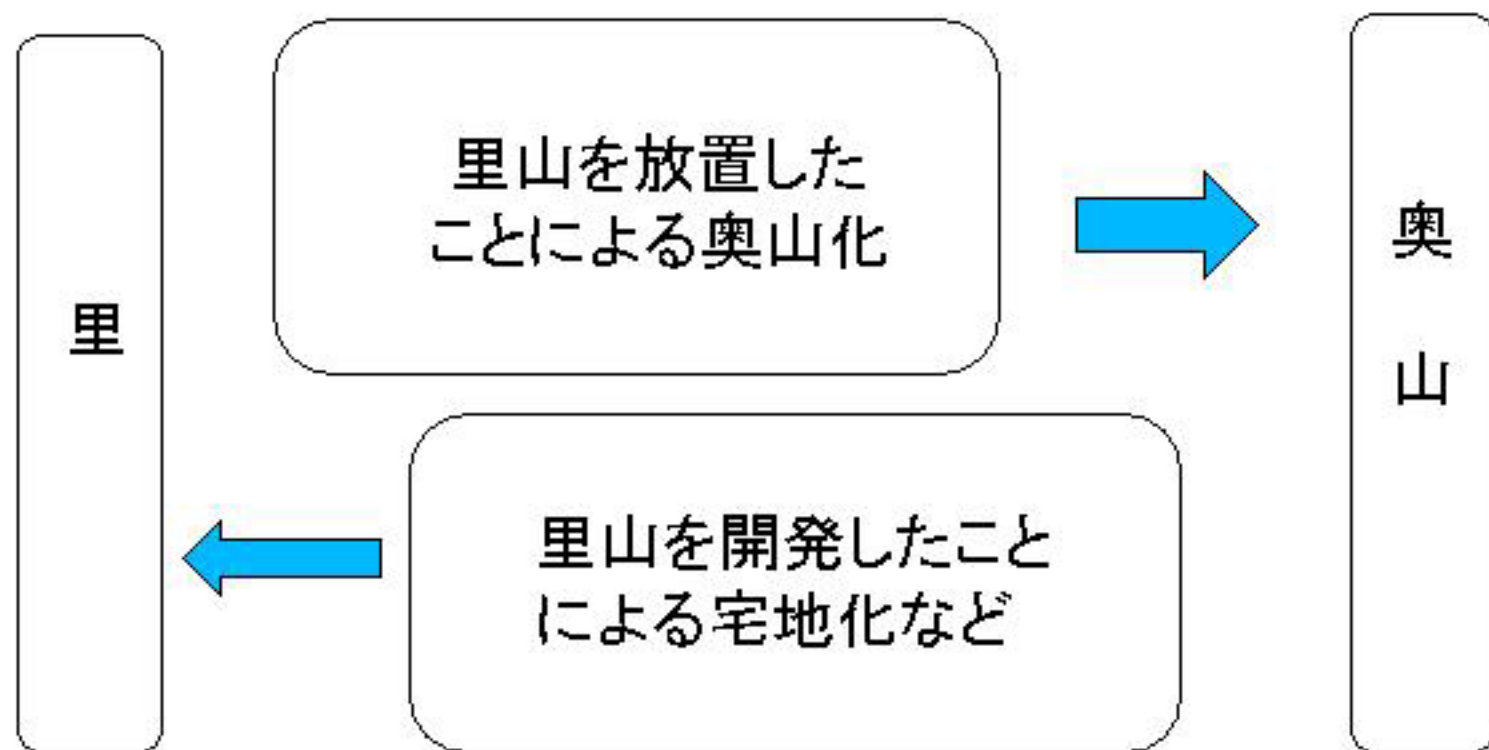 里
里山を放置した
ことによる奥山化
里山を開発したこと
による宅地化など
奥
山